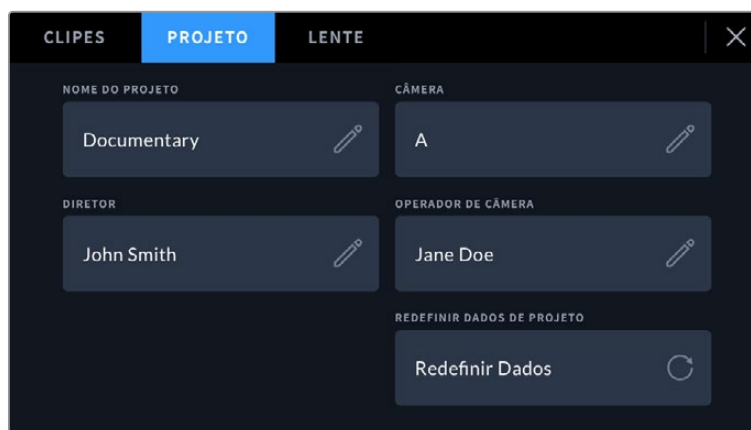 CLIPES PROJETO LENTE
NOME DO PROJETO
Documentary
CÂMERA
A
DIRETOR
John Smith
OPERADOR DE CÂMERA
Jane Doe
REDEFINIR DADOS DE PROJETO
Redefinir Dados